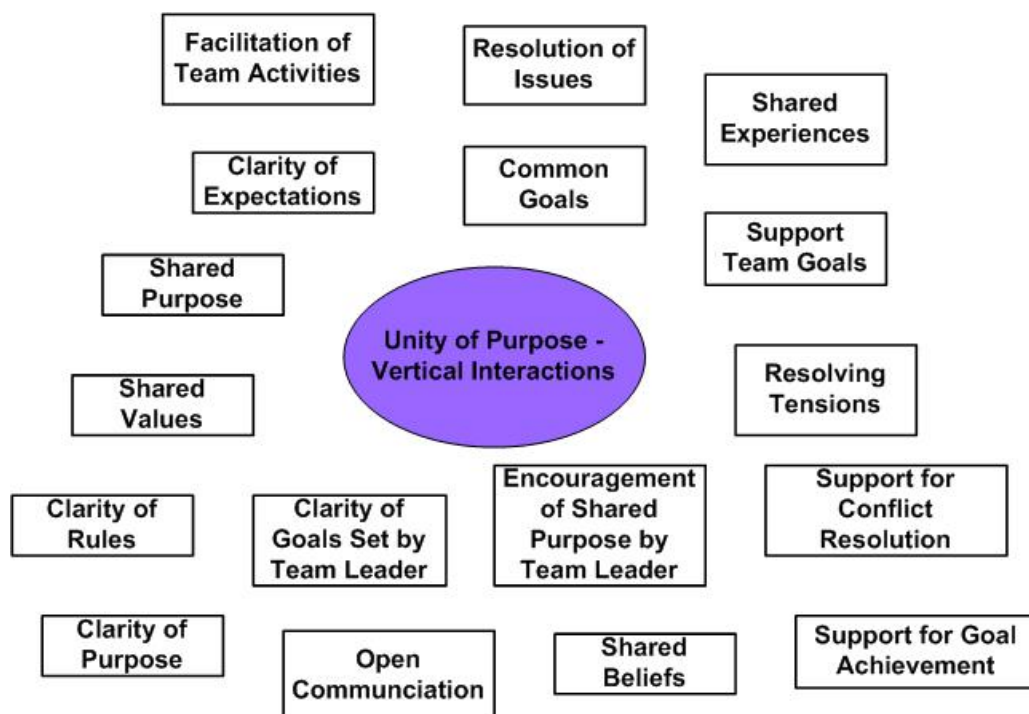 Facilitation of
Team Activities
Resolution of
Issues
Shared
Experiences
Clarity of
Expectations
Common
Goals
Support
Team Goals
Shared
Purpose
Unity of Purpose -
Vertical Interactions
Shared
Values
Resolving
Tensions
Clarity of
Rules
Clarity of
Goals Set by
Team Leader
Encouragement
of Shared
Purpose by
Team Leader
Support for
Conflict
Resolution
Clarity of
Purpose
Open
Communciation
Shared
Beliefs
Support for Goal
Achievement